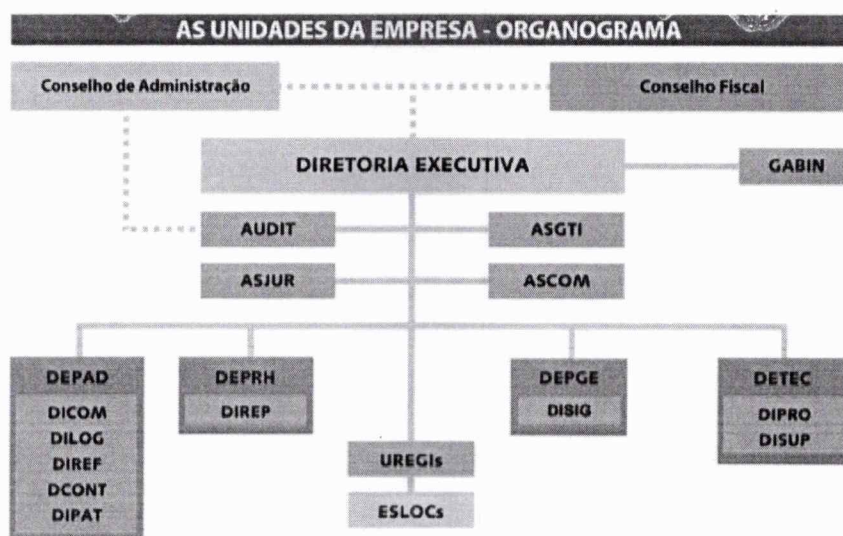 AS UNIDADES DA EMPRESA - ORGANOGRAMA
Conselho de Administração
Conselho Fiscal
DIRETORIA EXECUTIVA
GABIN
AUDIT
ASGTI
ASJUR
ASCOM
DEPAD
DICOM
DILOG
DIREF
DCONT
DIPAT
DEPRH
DIREP
UREGIs
ESLOCs
DEPGE
DISIG
DETEC
DIPRO
DISUP